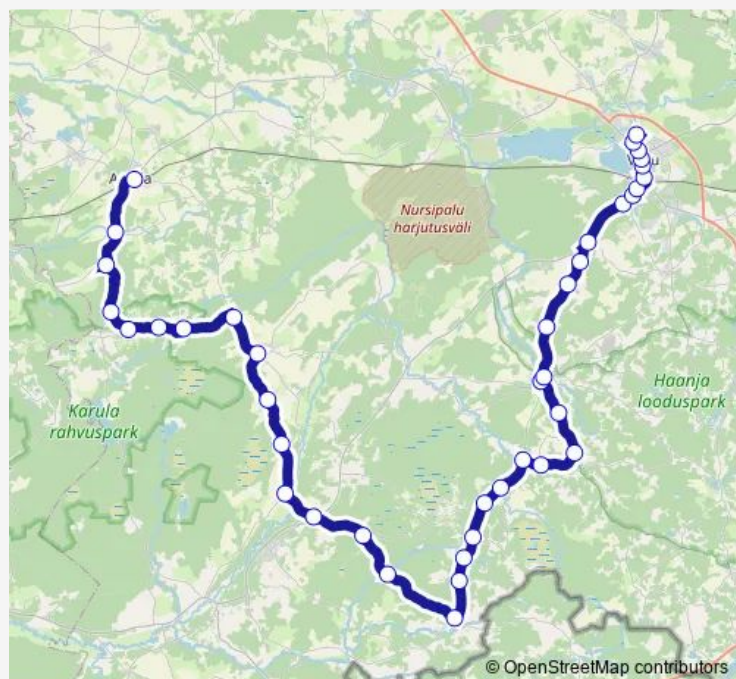 Nursipalu
harjutusväli
Haanja
looduspark
Karula
rahvuspark
© OpenStreetMap contributors